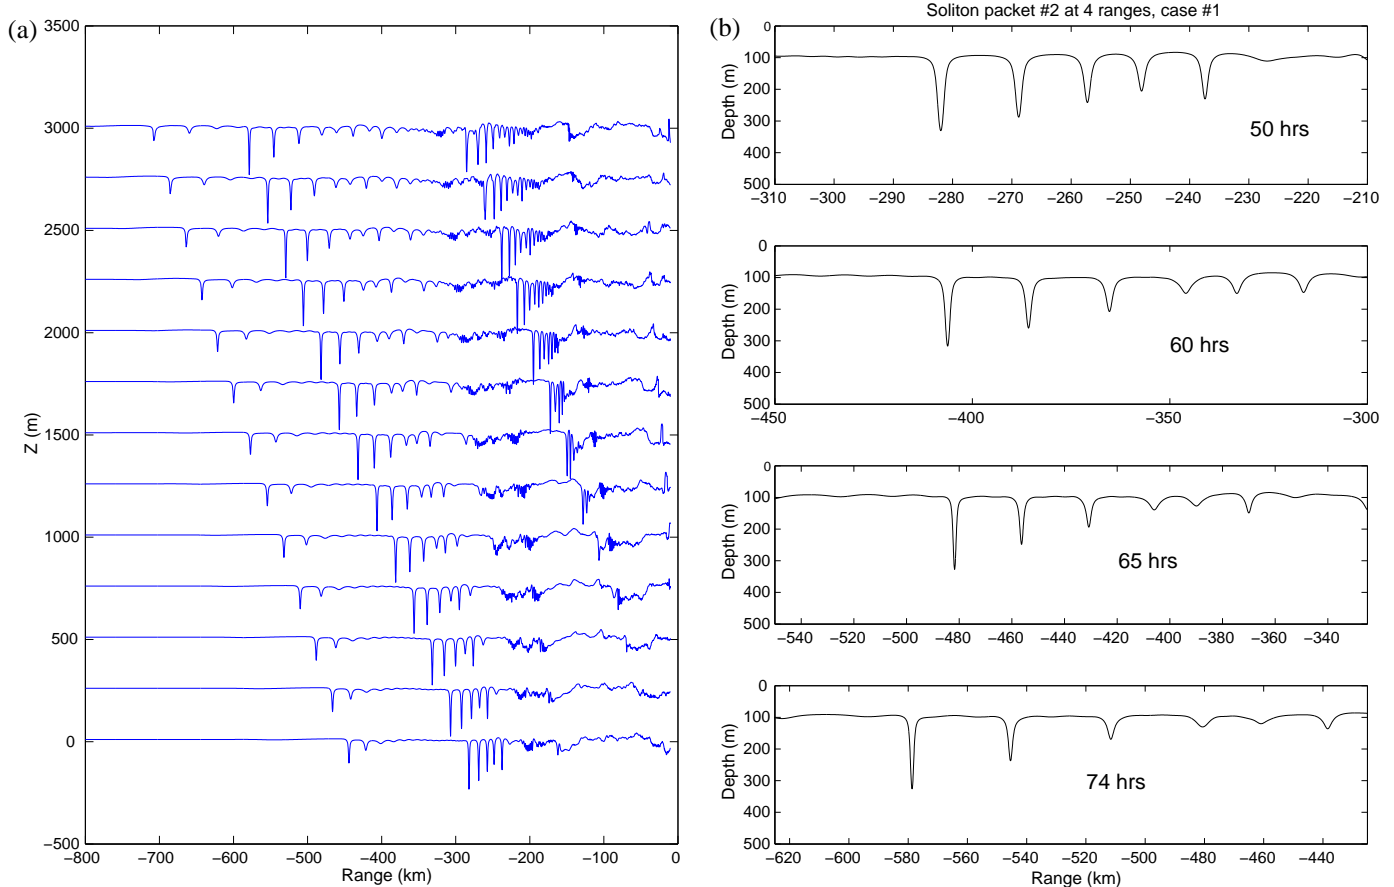 (a)
3500
3000
2500
2000
1500
1000
500
0
−500
Z (m)
−800 −700 −600 −500 −400 −300 −200 −100 0
Range (km)
(b)
Soliton packet #2 at 4 ranges, case #1
0
100
200
300
400
500
Depth (m)
50 hrs
−310 −300 −290 −280 −270 −260 −250 −240 −230 −220 −210
0
100
200
300
400
500
Depth (m)
60 hrs
−450 −400 −350 −300
0
100
200
300
400
500
Depth (m)
65 hrs
−540 −520 −500 −480 −460 −440 −420 −400 −380 −360 −340
0
100
200
300
400
500
Depth (m)
74 hrs
−620 −600 −580 −560 −540 −520 −500 −480 −460 −440
Range (km)